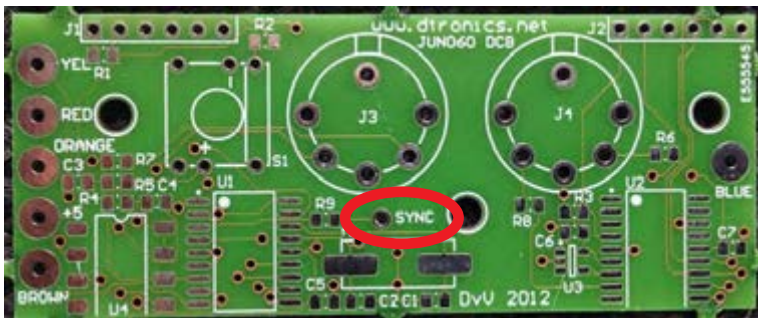 J1
R2
www.dtronics.net
JUNO60 DCB
J2
E555545
R1
YEL
RED
ORANGE
BLUE
BROWN
+5
J3
J4
S1
+
R6
C3
R7
R4
R5
C4
U1
R9
SYNC
R8
R3
C6
U2
C7
U3
U4
C5
C2
C1
DvV 2012